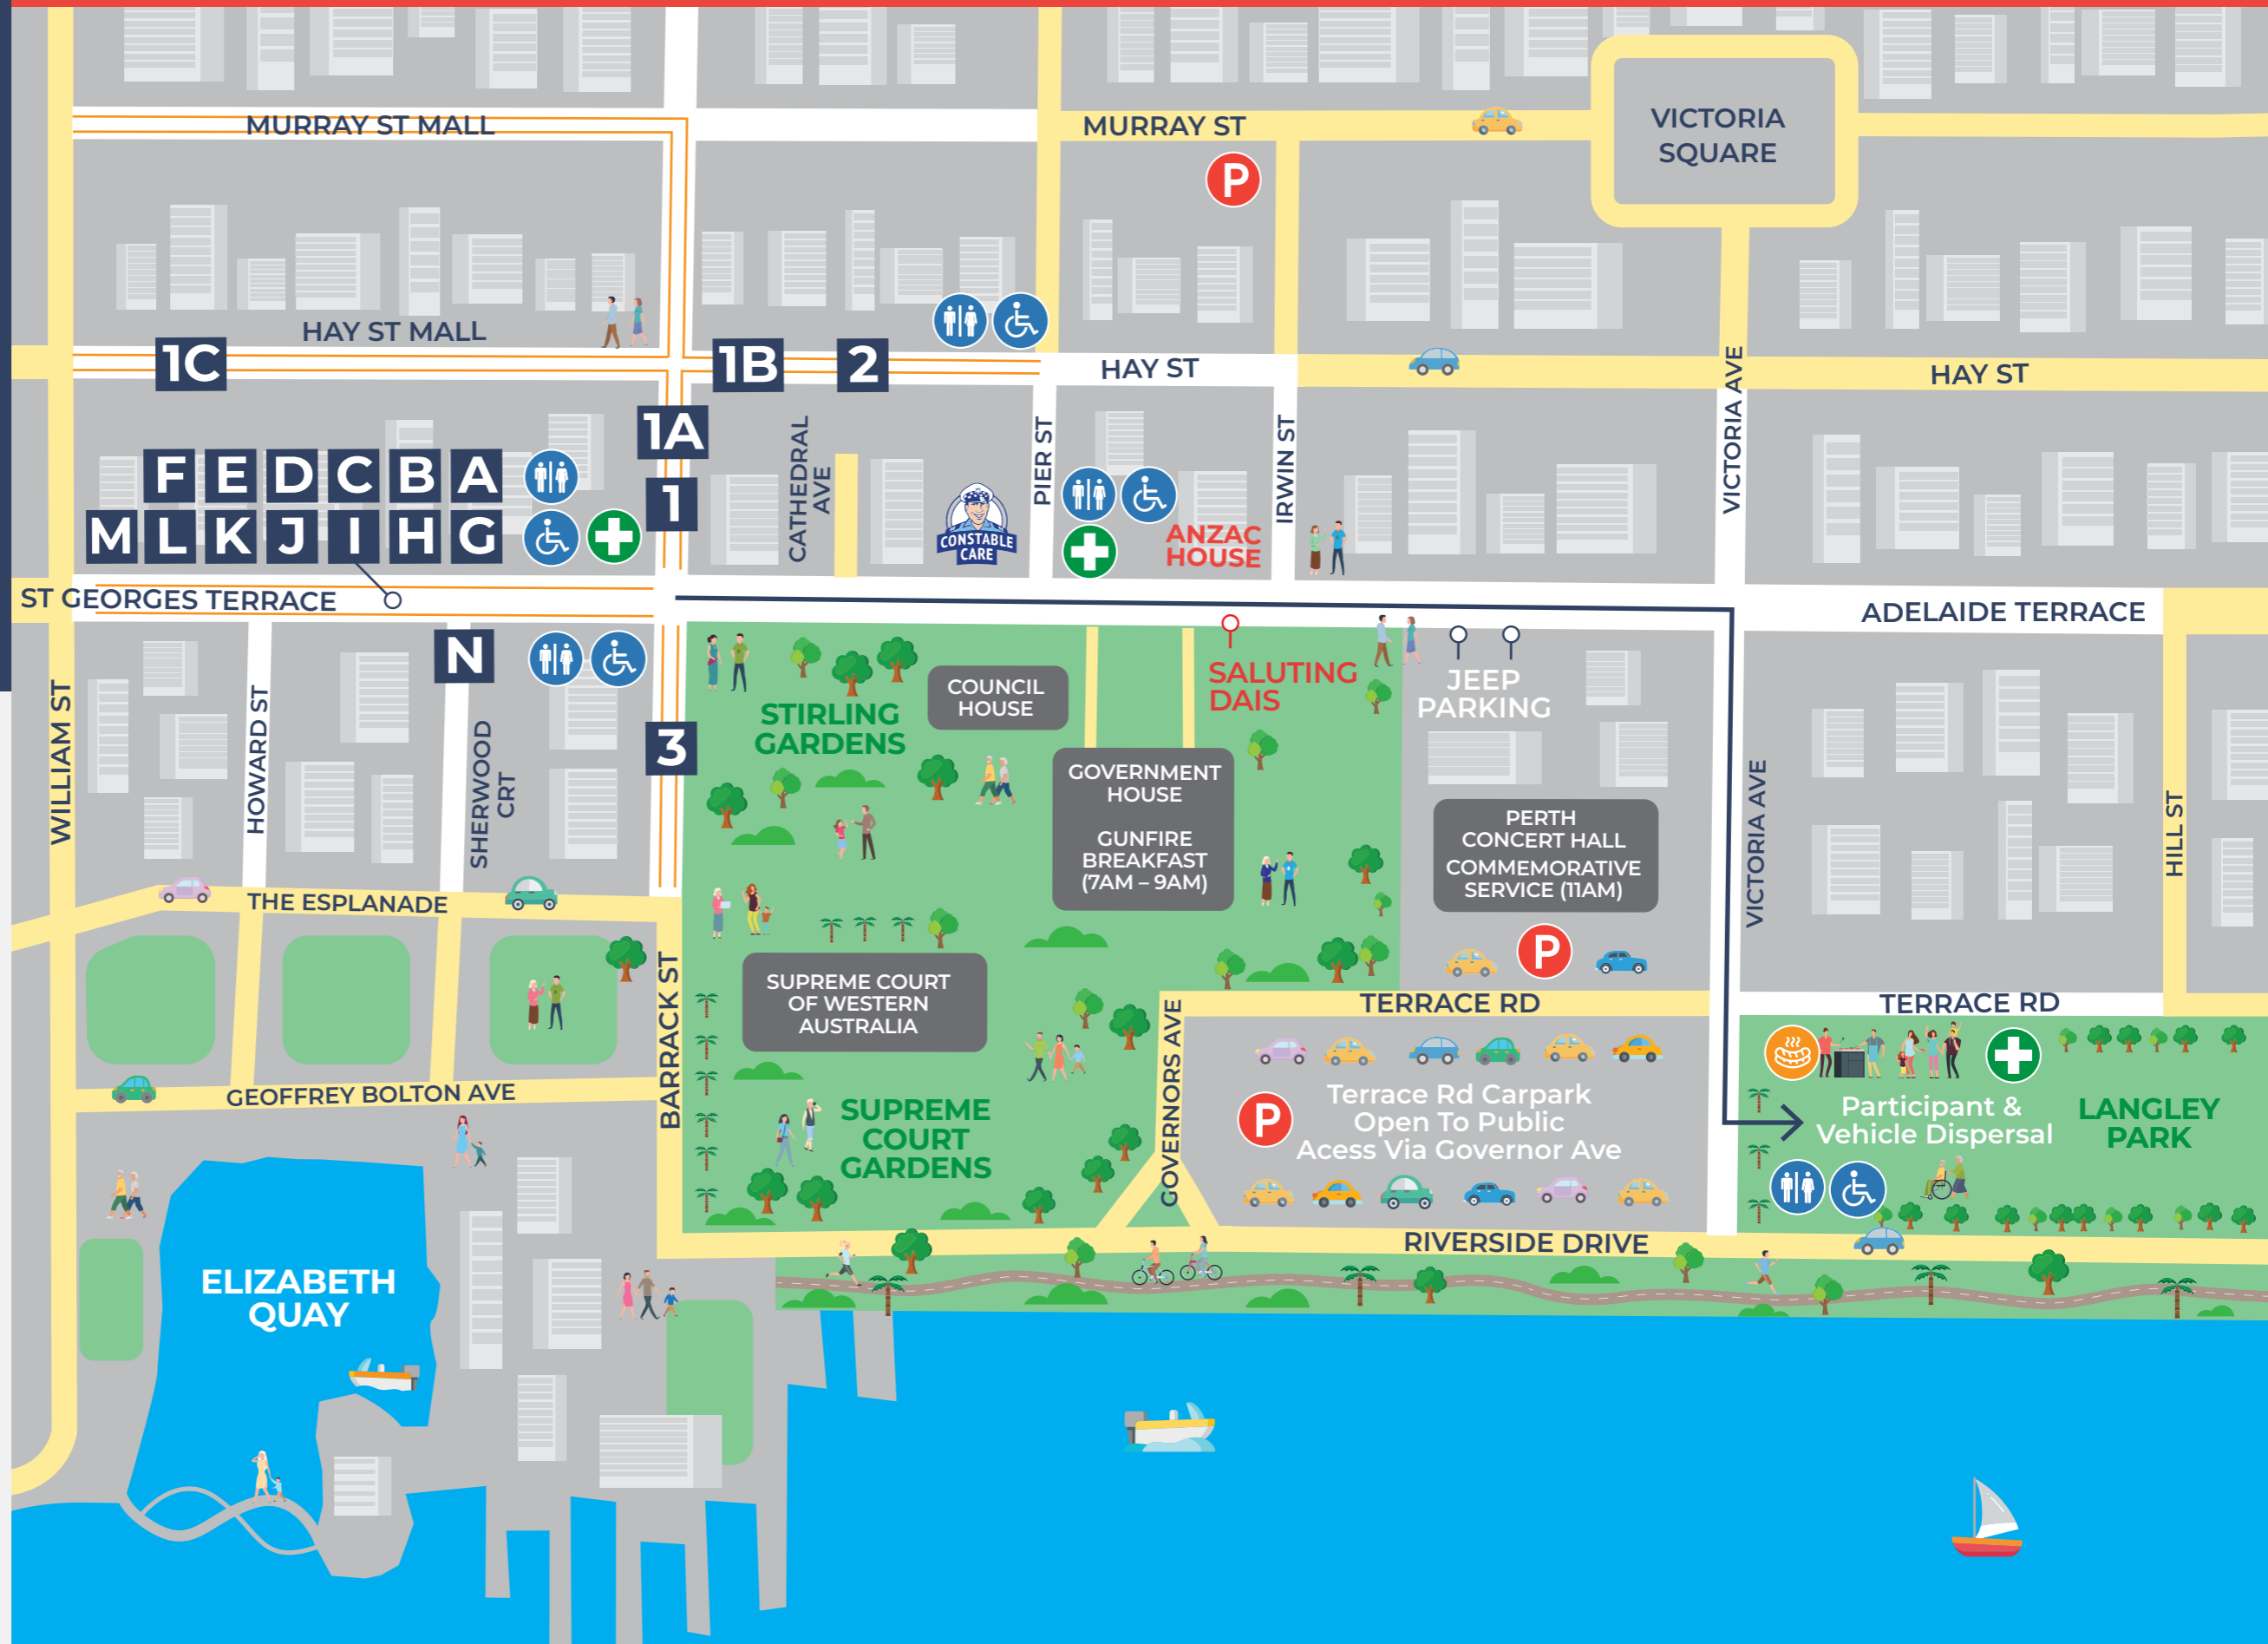 MURRAY ST MALL
MURRAY ST
VICTORIA
SQUARE
P
HAY ST MALL
1C
1B
2
HAY ST
HAY ST
VICTORIA AVE
1A
1
CATHEDRAL
AVE
PIER ST
IRWIN ST
F E D C B A
M L K J I H G
CONSTABLE
CARE
ANZAC
HOUSE
ST GEORGES TERRACE
ADELAIDE TERRACE
N
WILLIAM ST
HOWARD ST
SHERWOOD
CRT
3
STIRLING
GARDENS
COUNCIL
HOUSE
SALUTING
DAIS
JEEP
PARKING
GOVERNMENT
HOUSE
GUNFIRE
BREAKFAST
(7AM – 9AM)
PERTH
CONCERT HALL
COMMEMORATIVE
SERVICE (11AM)
P
VICTORIA AVE
HILL ST
THE ESPLANADE
BARRACK ST
SUPREME COURT
OF WESTERN
AUSTRALIA
GOVERNORS AVE
TERRACE RD
TERRACE RD
GEOFFREY BOLTON AVE
SUPREME
COURT
GARDENS
P
Terrace Rd Carpark
Open To Public
Acess Via Governor Ave
Participant &
Vehicle Dispersal
LANGLEY
PARK
RIVERSIDE DRIVE
ELIZABETH
QUAY